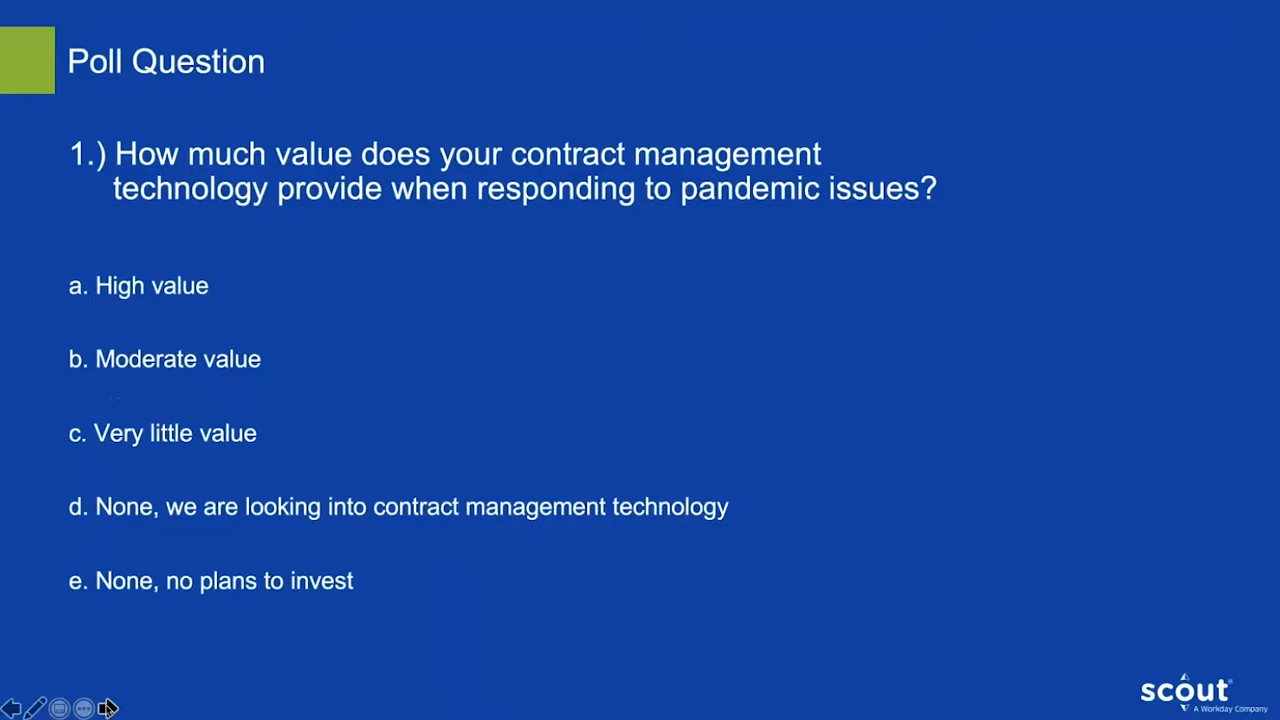 Poll Question
1.) How much value does your contract management
technology provide when responding to pandemic issues?
a. High value
b. Moderate value
c. Very little value
d. None, we are looking into contract management technology
e. None, no plans to invest
scout®
A Workday Company